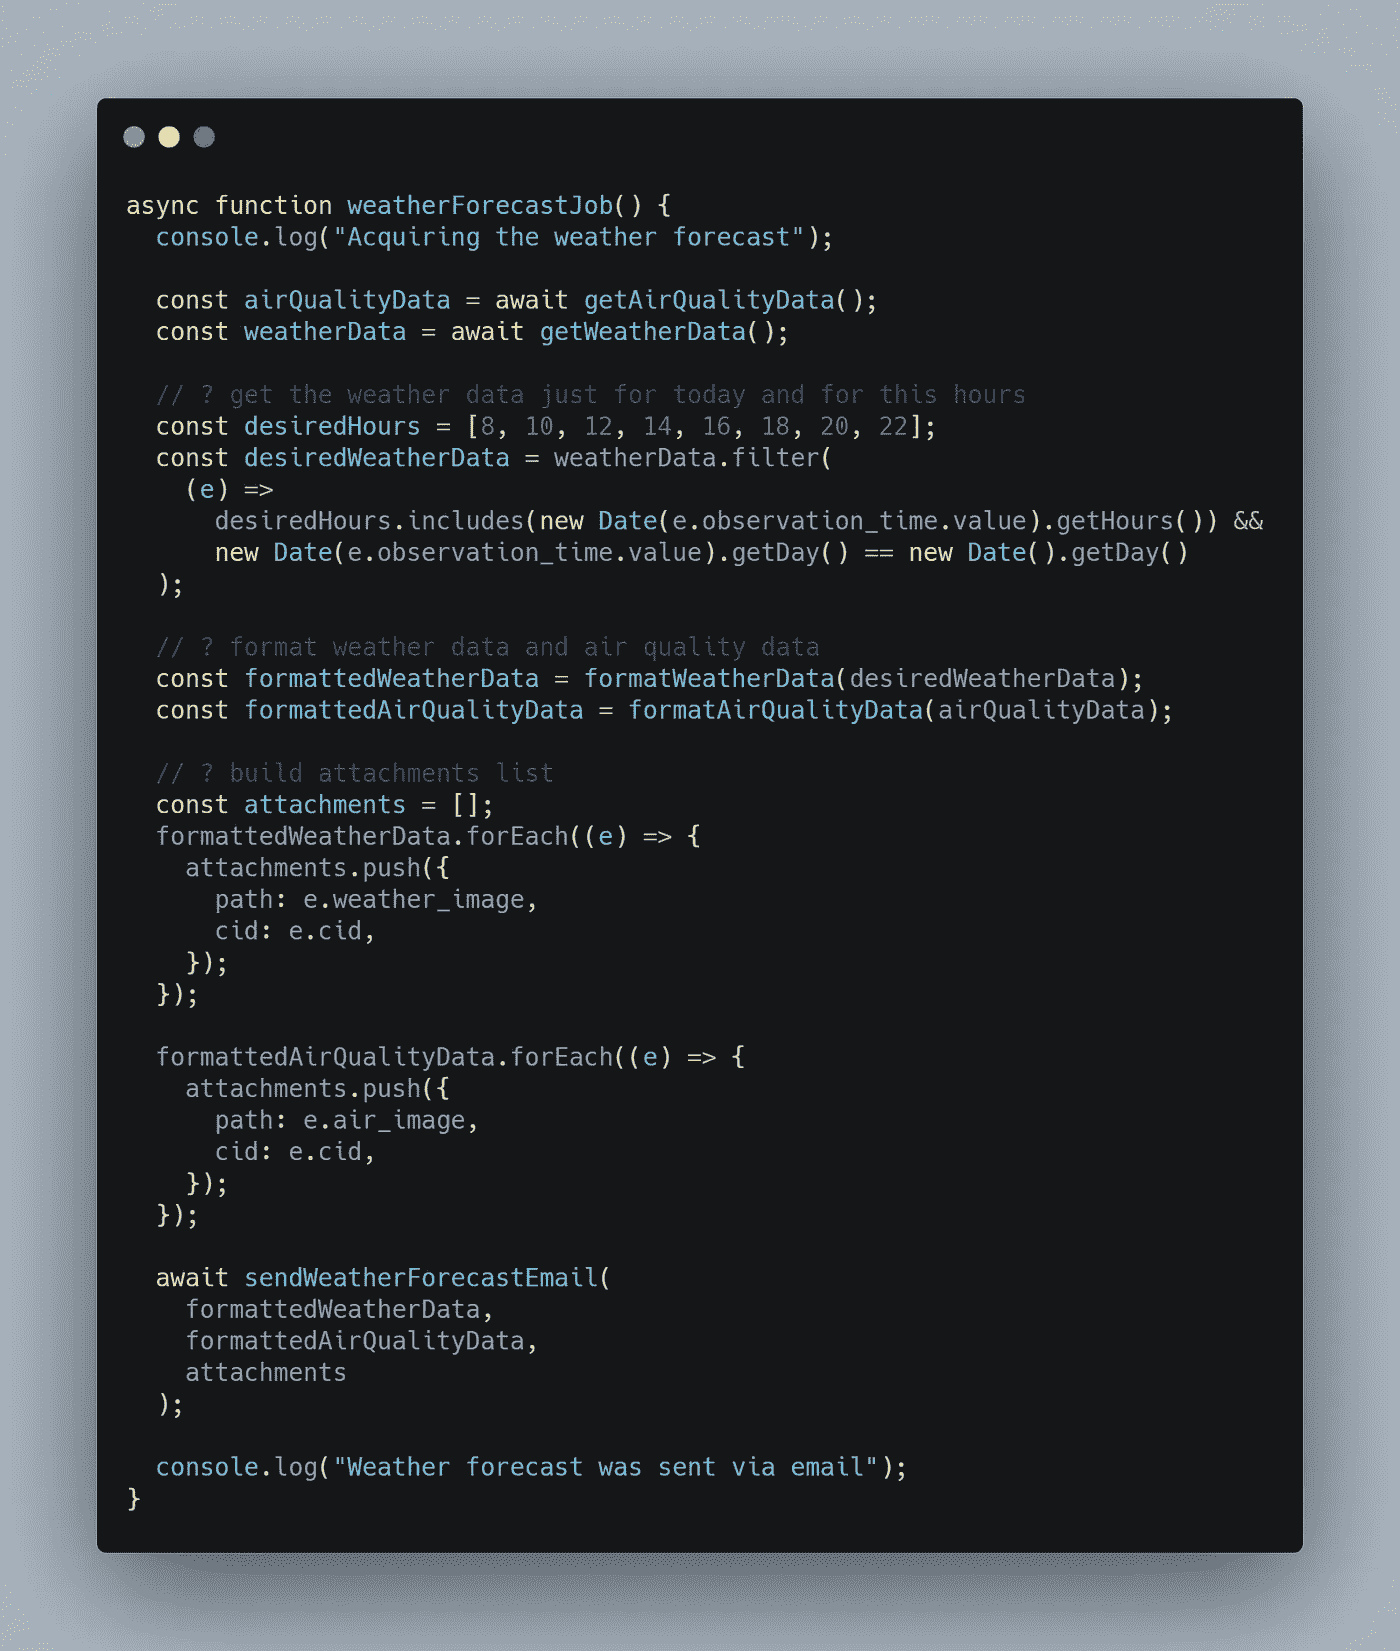 async function weatherForecastJob() {
  console.log("Acquiring the weather forecast");

  const airQualityData = await getAirQualityData();
  const weatherData = await getWeatherData();

  // ? get the weather data just for today and for this hours
  const desiredHours = [8, 10, 12, 14, 16, 18, 20, 22];
  const desiredWeatherData = weatherData.filter(
    (e) =>
      desiredHours.includes(new Date(e.observation_time.value).getHours()) &&
      new Date(e.observation_time.value).getDay() == new Date().getDay()
  );

  // ? format weather data and air quality data
  const formattedWeatherData = formatWeatherData(desiredWeatherData);
  const formattedAirQualityData = formatAirQualityData(airQualityData);

  // ? build attachments list
  const attachments = [];
  formattedWeatherData.forEach((e) => {
    attachments.push({
      path: e.weather_image,
      cid: e.cid,
    });
  });

  formattedAirQualityData.forEach((e) => {
    attachments.push({
      path: e.air_image,
      cid: e.cid,
    });
  });

  await sendWeatherForecastEmail(
    formattedWeatherData,
    formattedAirQualityData,
    attachments
  );

  console.log("Weather forecast was sent via email");
}